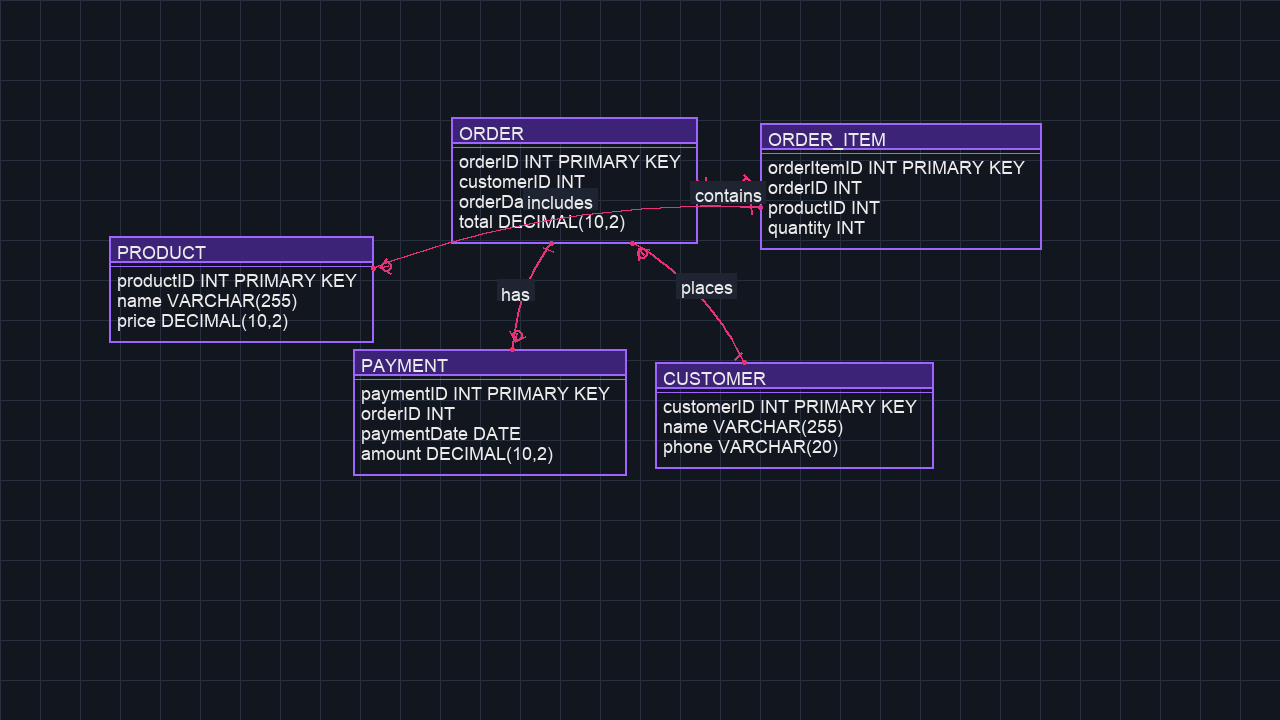 ORDER
orderID INT PRIMARY KEY
customerID INT
orderDa
total DECIMAL(10,2)
includes
contains
ORDER_ITEM
orderItemID INT PRIMARY KEY
orderID INT
productID INT
quantity INT
PRODUCT
productID INT PRIMARY KEY
name VARCHAR(255)
price DECIMAL(10,2)
has
places
PAYMENT
paymentID INT PRIMARY KEY
orderID INT
paymentDate DATE
amount DECIMAL(10,2)
CUSTOMER
customerID INT PRIMARY KEY
name VARCHAR(255)
phone VARCHAR(20)